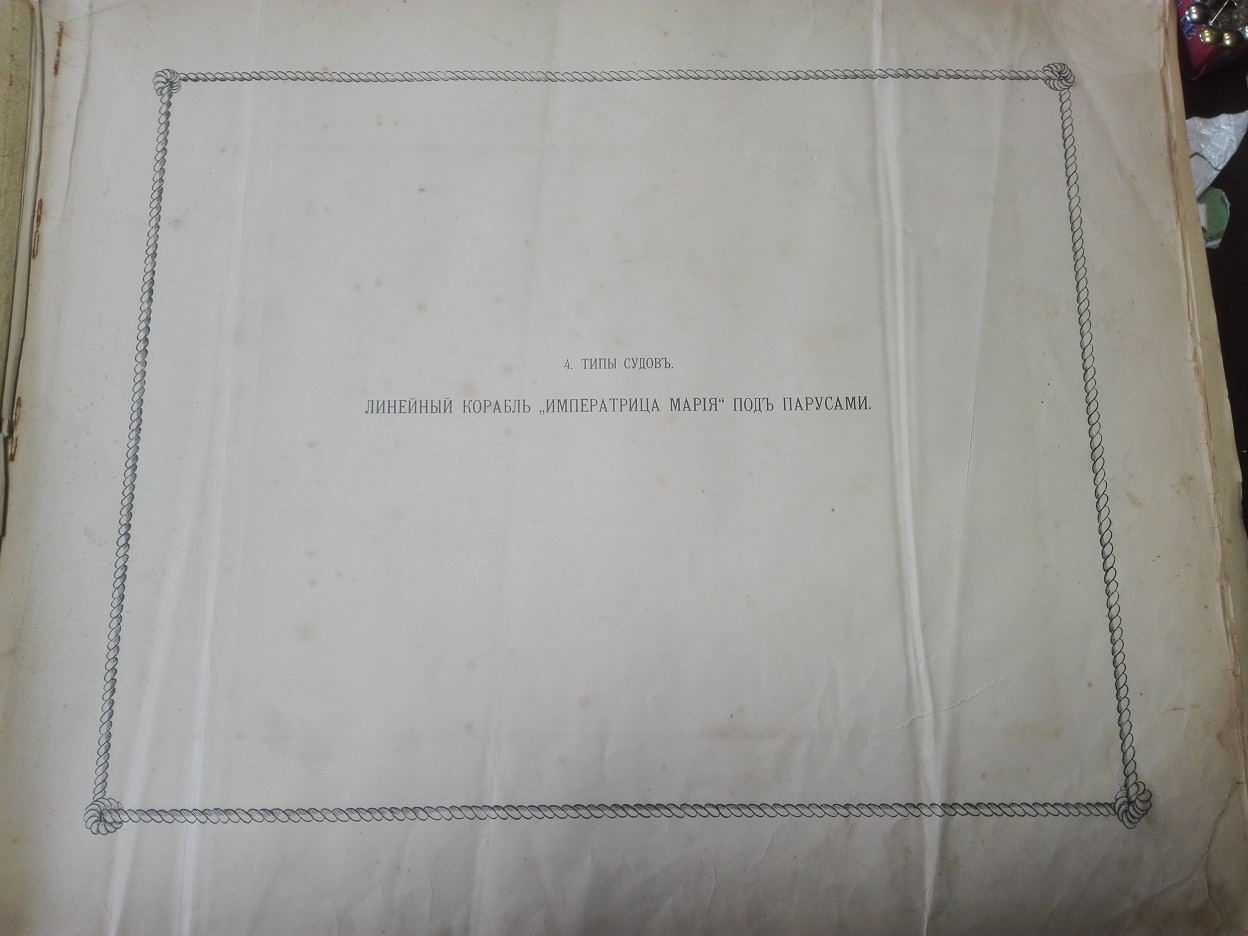 4. ТИПЫ СУДОВЪ.
ЛИНЕЙНЫЙ КОРАБЛЬ „ИМПЕРАТРИЦА МАРІЯ“ ПОДЪ ПАРУСАМИ.